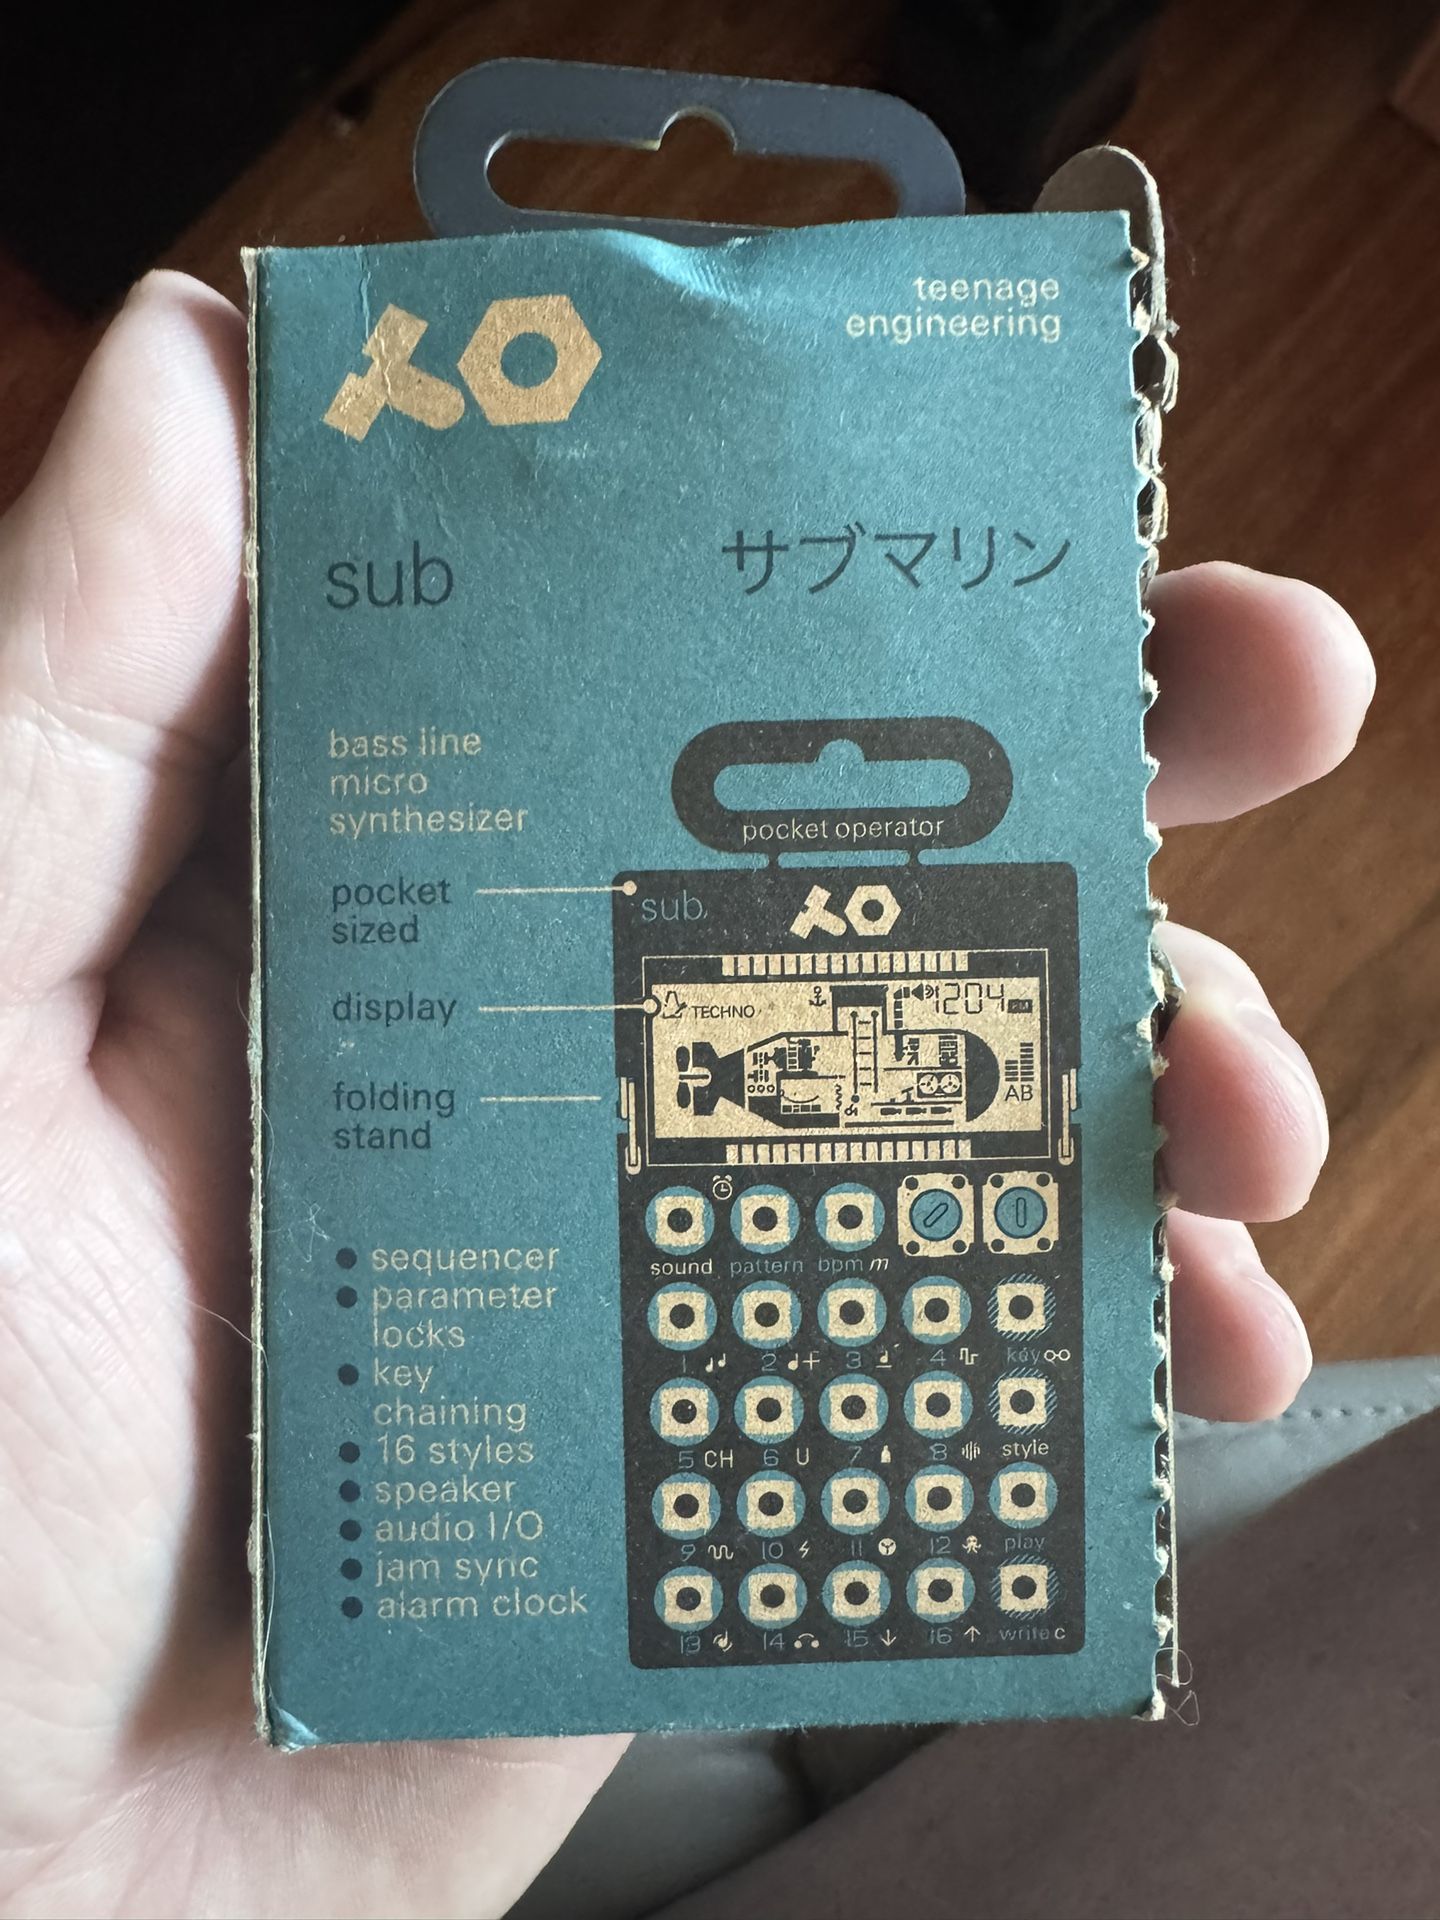 teenage
engineering
sub
サブマリン
bass line
micro
synthesizer
pocket
sized
display
folding
stand
sequencer
parameter
locks
key
chaining
16 styles
speaker
audio I/O
jam sync
alarm clock
pocket operator
sub
TECHNO
1204
AB
sound pattern bpm m
1 2 3 4 key
5 CH 6 U 7 8 style
9 10 11 12 play
13 14 15 16 write c